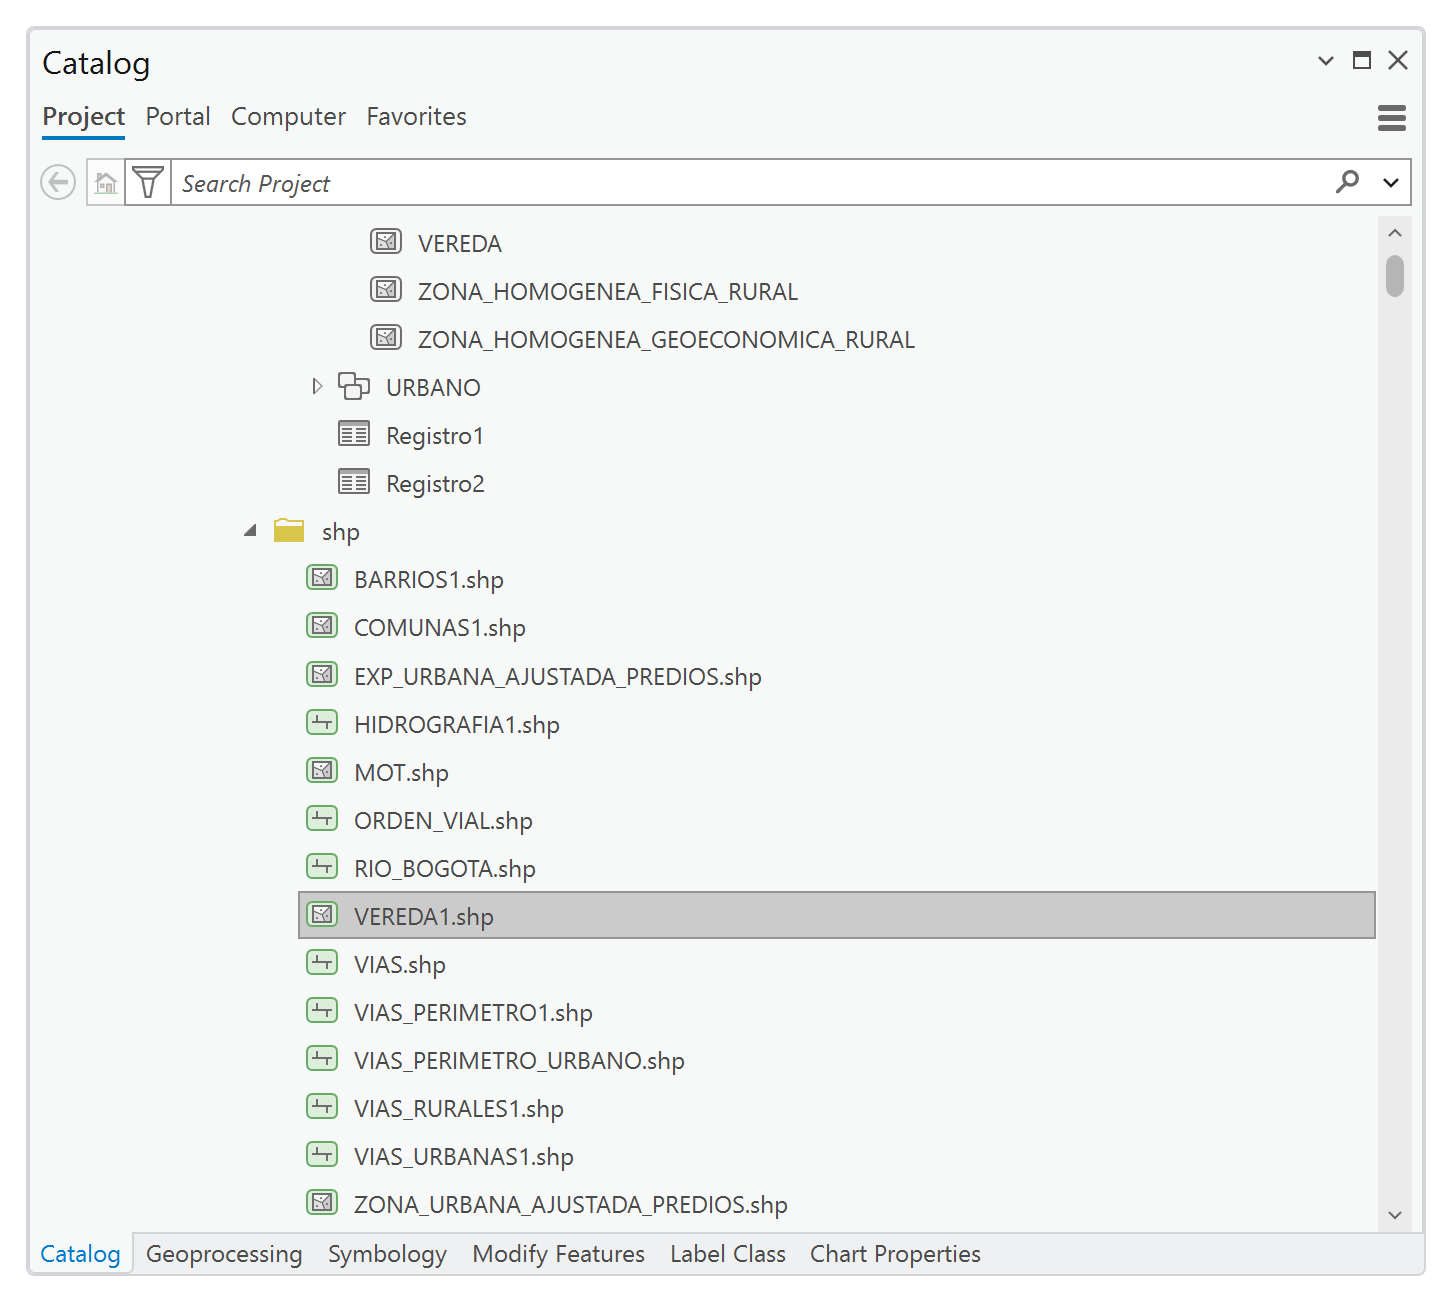 Catalog
Project Portal Computer Favorites
Search Project
VEREDA
ZONA_HOMOGENEA_FISICA_RURAL
ZONA_HOMOGENEA_GEOECONOMICA_RURAL
URBANO
Registro1
Registro2
shp
BARRIOS1.shp
COMUNAS1.shp
EXP_URBANA_AJUSTADA_PREDIOS.shp
HIDROGRAFIA1.shp
MOT.shp
ORDEN_VIAL.shp
RIO_BOGOTA.shp
VEREDA1.shp
VIAS.shp
VIAS_PERIMETRO1.shp
VIAS_PERIMETRO_URBANO.shp
VIAS_RURALES1.shp
VIAS_URBANAS1.shp
ZONA_URBANA_AJUSTADA_PREDIOS.shp
Catalog Geoprocessing Symbology Modify Features Label Class Chart Properties